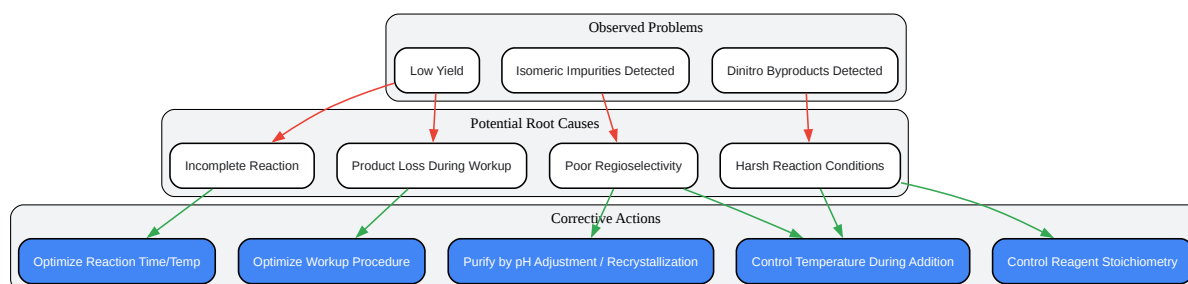 Observed Problems
Low Yield
Isomeric Impurities Detected
Dinitro Byproducts Detected
Potential Root Causes
Incomplete Reaction
Product Loss During Workup
Poor Regioselectivity
Harsh Reaction Conditions
Corrective Actions
Optimize Reaction Time/Temp
Optimize Workup Procedure
Purify by pH Adjustment / Recrystallization
Control Temperature During Addition
Control Reagent Stoichiometry